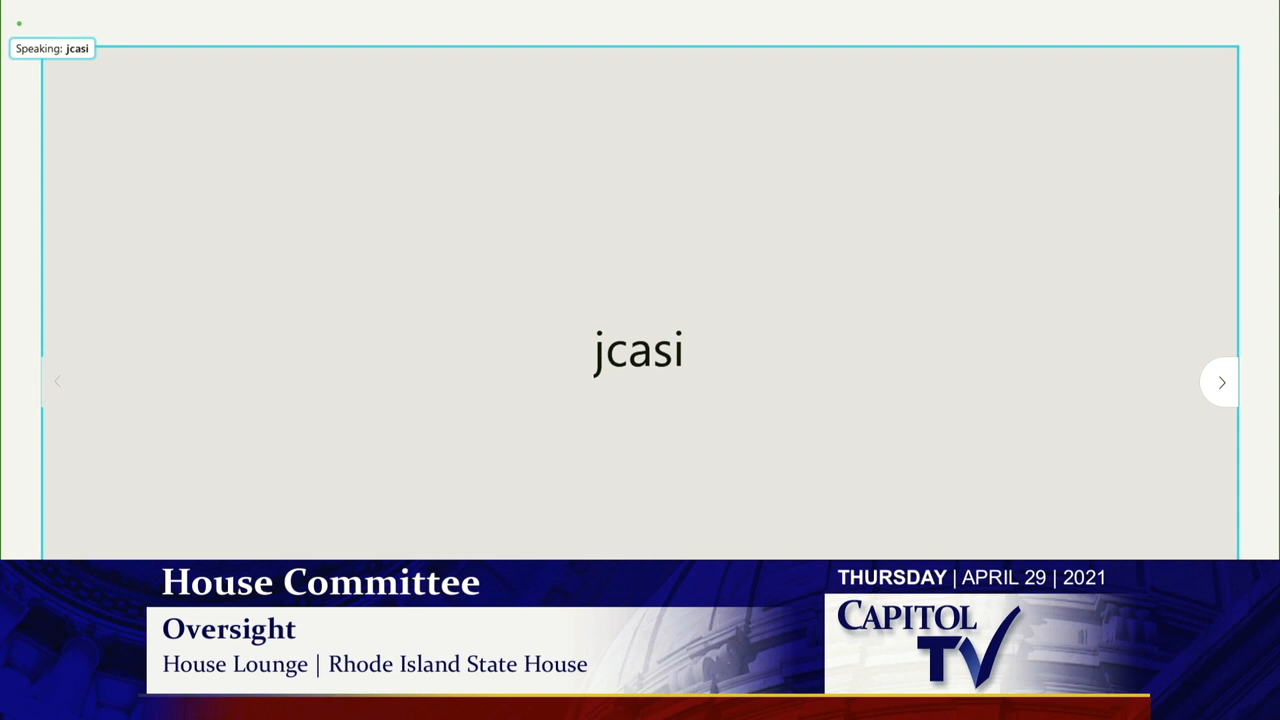 Speaking: jcasi
jcasi
House Committee
Oversight
House Lounge | Rhode Island State House
THURSDAY | APRIL 29 | 2021
CAPITOL
TV